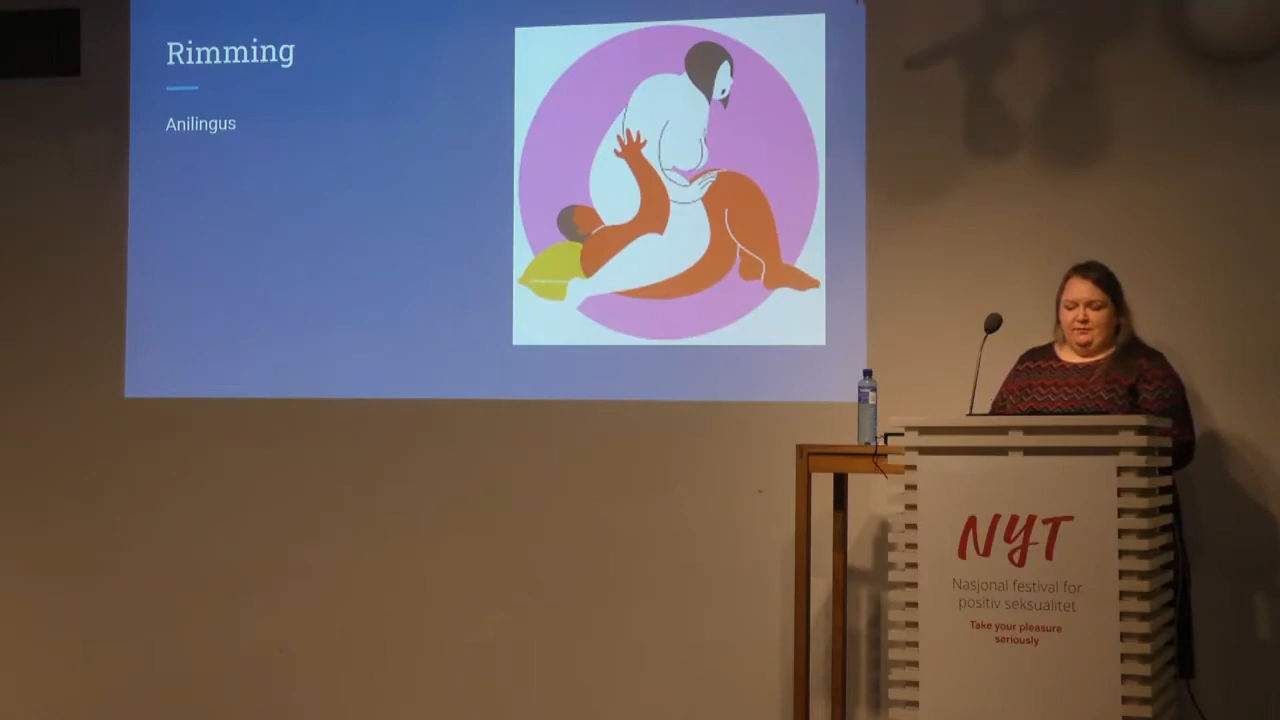 Rimming
Anilingus
NYT
Nasjonal festival for
positiv seksualitet
Take your pleasure
seriously